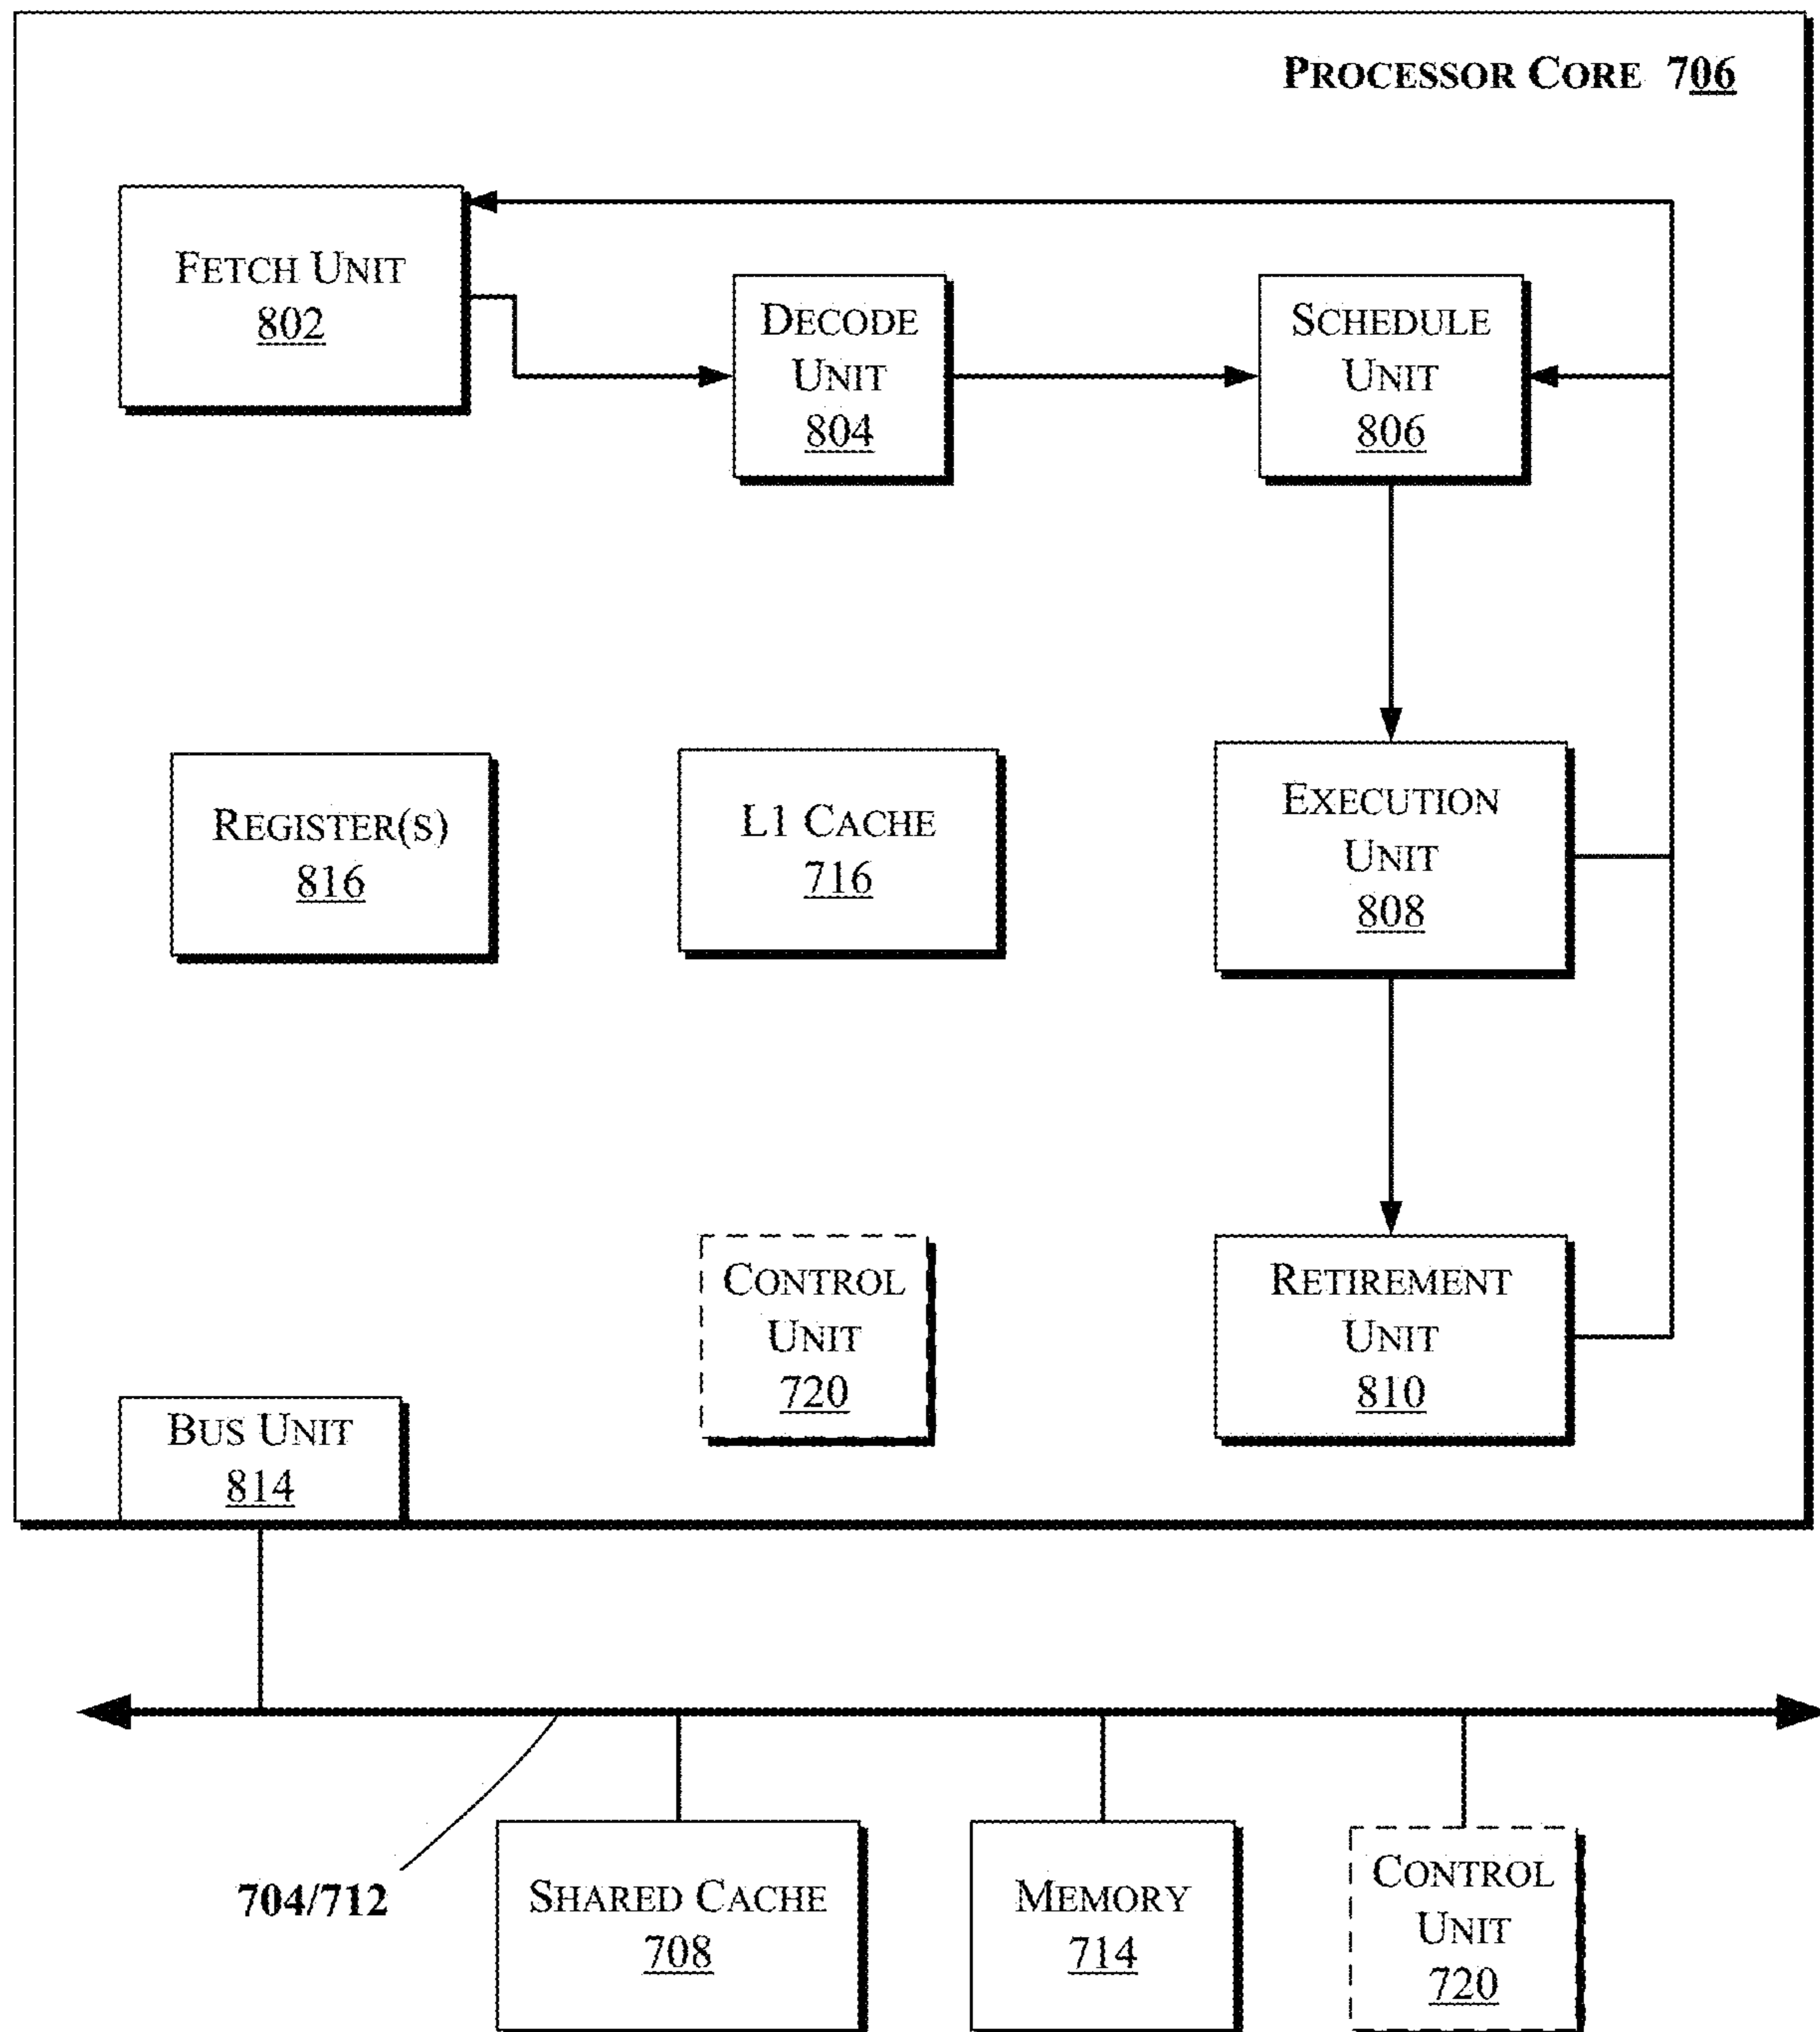 PROCESSOR CORE 706
FETCH UNIT
802
DECODE
UNIT
804
SCHEDULE
UNIT
806
REGISTER(S)
816
L1 CACHE
716
EXECUTION
UNIT
808
CONTROL
UNIT
720
RETIREMENT
UNIT
810
BUS UNIT
814
704/712
SHARED CACHE
708
MEMORY
714
CONTROL
UNIT
720